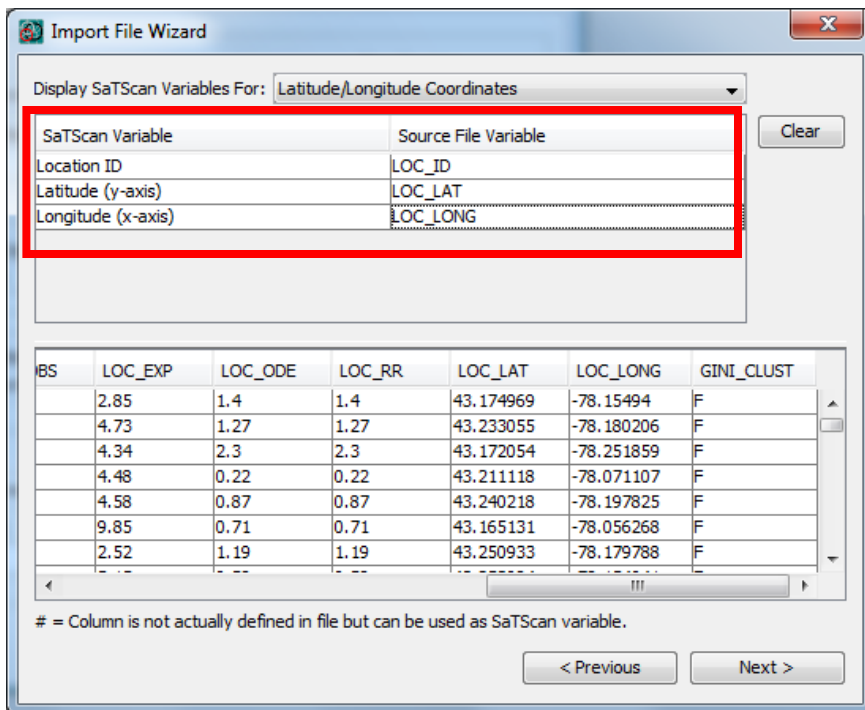 Import File Wizard
Display SaTScan Variables For: Latitude/Longitude Coordinates
SaTScan Variable Source File Variable Clear
Location ID LOC_ID
Latitude (y-axis) LOC_LAT
Longitude (x-axis) LOC_LONG
LOC_EXP LOC_ODE LOC_RR LOC_LAT LOC_LONG GINI_CLUST
2.85 1.4 1.4 43.174969 -78.15494 F
4.73 1.27 1.27 43.233055 -78.180206 F
4.34 2.3 2.3 43.172054 -78.251859 F
4.48 0.22 0.22 43.211118 -78.071107 F
4.58 0.87 0.87 43.240218 -78.197825 F
9.85 0.71 0.71 43.165131 -78.056268 F
2.52 1.19 1.19 43.250933 -78.179788 F
# = Column is not actually defined in file but can be used as SaTScan variable.
< Previous Next >